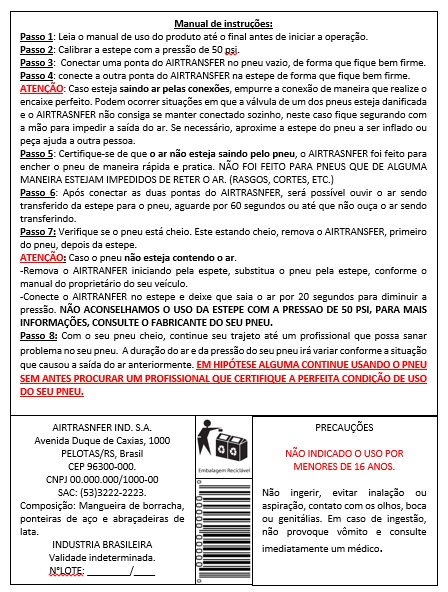 Manual de instruções:
Passo 1: Leia o manual de uso do produto até o final antes de iniciar a operação.
Passo 2: Calibrar a estepe com a pressão de 50 psj.
Passo 3:  Conectar uma ponta do AIRTRANSFER no pneu vazio, de forma que fique bem firme.
Passo 4: conecte a outra ponta do AIRTRANSFER na estepe de forma que fique bem firme.
ATENÇÃO: Caso esteja saindo ar pelas conexões, empurre a conexão de maneira que realize o
encaixe perfeito. Podem ocorrer situações em que a válvula de um dos pneus esteja danificada
e o AIRTRASNFER não consiga se manter conectado sozinho, neste caso fique segurando com
a mão para impedir a saída do ar. Se necessário, aproxime a estepe do pneu a ser inflado ou
peça ajuda a outra pessoa.
Passo 5: Certifique-se de que o ar não esteja saindo pelo pneu, o AIRTRASNFER foi feito para
encher o pneu de maneira rápida e pratica. NÃO FOI FEITO PARA PNEUS QUE DE ALGUMA
MANEIRA ESTEJAM IMPEDIDOS DE RETER O AR. (RASGOS, CORTES, ETC.)
Passo 6: Após conectar as duas pontas do AIRTRASNFER, será possível ouvir o ar sendo
transferido da estepe para o pneu, aguarde por 60 segundos ou até que não ouça o ar sendo
transferindo.
Passo 7: Verifique se o pneu está cheio. Este estando cheio, remova o AIRTRANSFER, primeiro
do pneu, depois da estepe.
ATENÇÃO: Caso o pneu não esteja contendo o ar.
-Remova o AIRTRANFER iniciando pela espete, substitua o pneu pela estepe, conforme o
manual do proprietário do seu veículo.
-Conecte o AIRTRANFER no estepe e deixe que saia o ar por 20 segundos para diminuir a
pressão. NÃO ACONSELHAMOS O USO DA ESTEPE COM A PRESSAO DE 50 PSI, PARA MAIS
INFORMAÇÕES, CONSULTE O FABRICANTE DO SEU PNEU.
Passo 8: Com o seu pneu cheio, continue seu trajeto até um profissional que possa sanar
problema no seu pneu.  A duração do ar e da pressão do seu pneu irá variar conforme a situação
que causou a saída do ar anteriormente. EM HIPÓTESE ALGUMA CONTINUE USANDO O PNEU
SEM ANTES PROCURAR UM PROFISSIONAL QUE CERTIFIQUE A PERFEITA CONDIÇÃO DE USO
DO SEU PNEU.
AIRTRASNFER IND. S.A.
Avenida Duque de Caxias, 1000
PELOTAS/RS, Brasil
CEP 96300-000.
CNPJ 00.000.000/1000-00
SAC: (53)3222-2223.
Composição: Mangueira de borracha,
ponteiras de aço e abraçadeiras de
lata.
INDUSTRIA BRASILEIRA
Validade indeterminada.
N°LOTE: ________/____
Embalagem Reciclável
PRECAUÇÕES
NÃO INDICADO O USO POR
MENORES DE 16 ANOS.
Não ingerir, evitar inalação ou
aspiração, contato com os olhos, boca
ou genitálias. Em caso de ingestão,
não provoque vômito e consulte
imediatamente um médico.